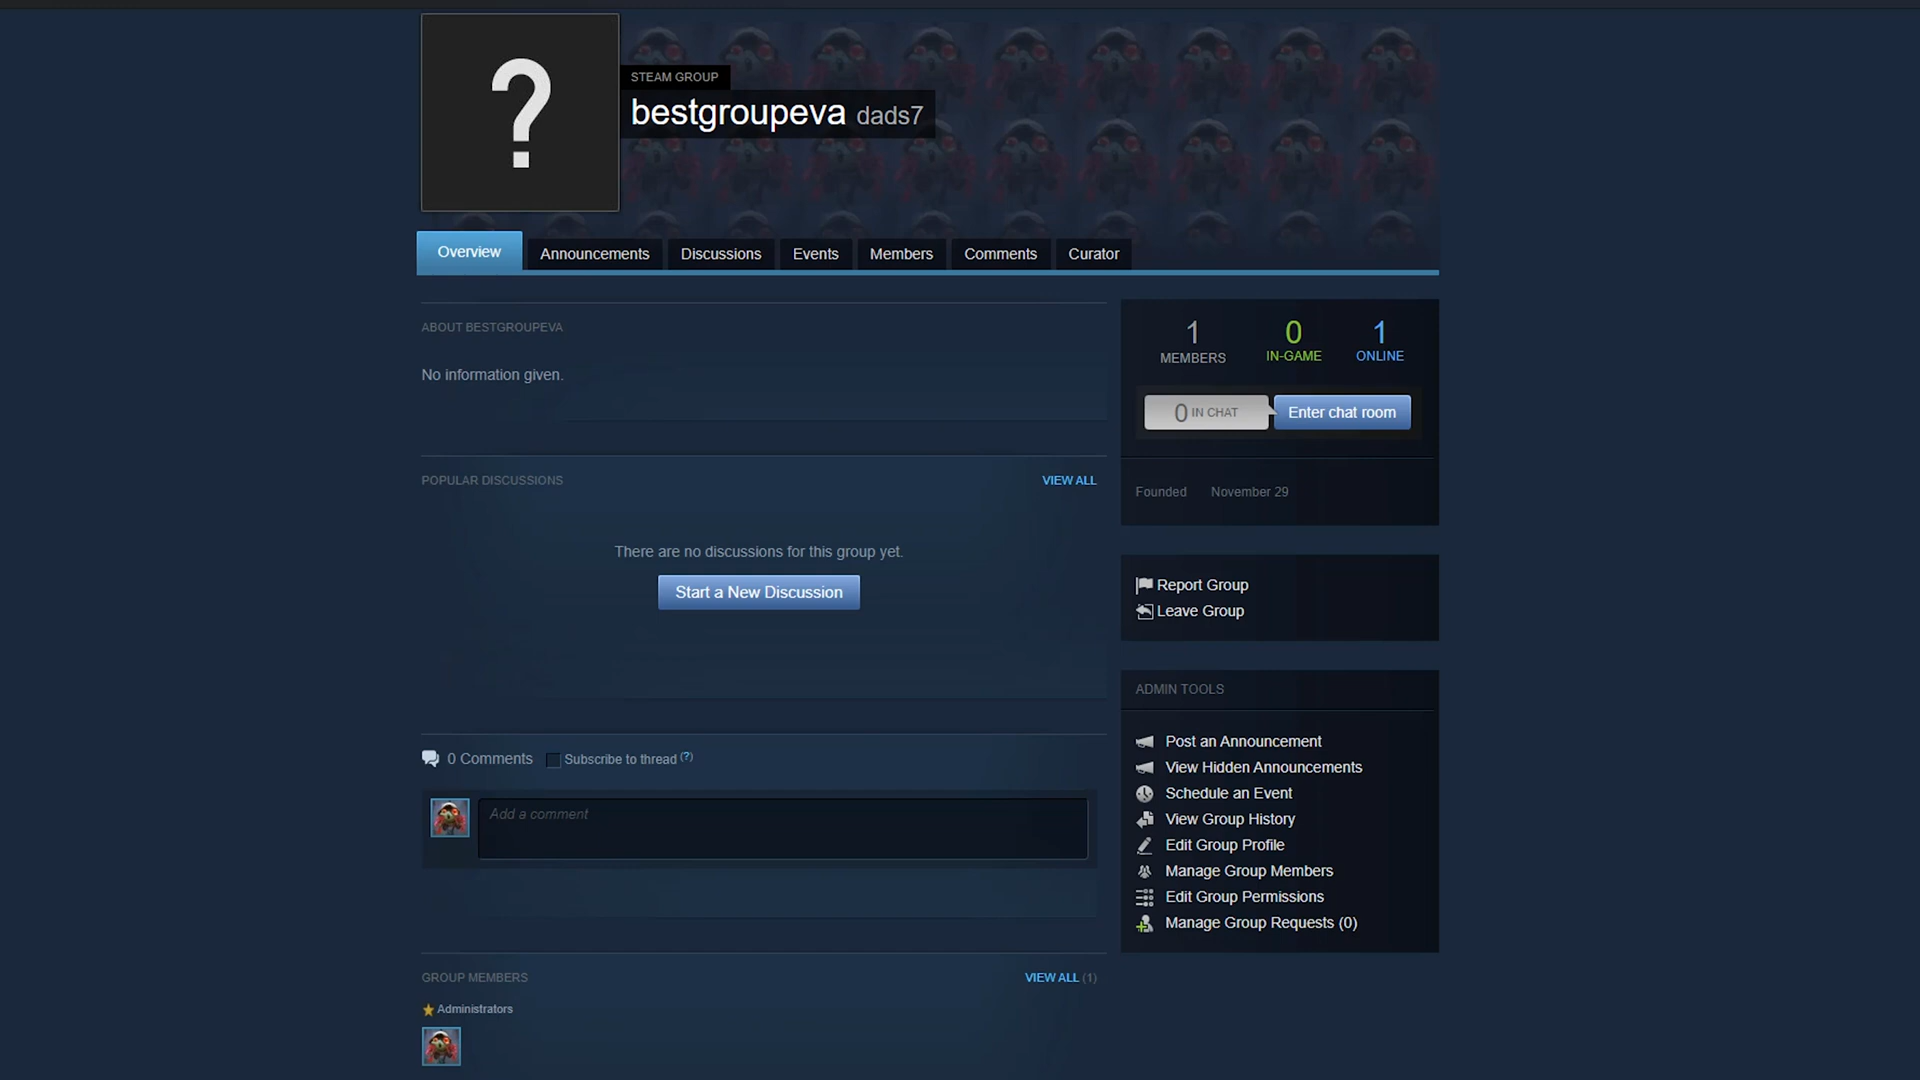 ?
STEAM GROUP
bestgroupeva dads7
Overview Announcements Discussions Events Members Comments Curator
ABOUT BESTGROUPEVA
No information given.
1 MEMBERS
0 IN-GAME
1 ONLINE
0 IN CHAT Enter chat room
Founded November 29
POPULAR DISCUSSIONS VIEW ALL
There are no discussions for this group yet.
Start a New Discussion
Report Group
Leave Group
ADMIN TOOLS
Post an Announcement
View Hidden Announcements
Schedule an Event
View Group History
Edit Group Profile
Manage Group Members
Edit Group Permissions
Manage Group Requests (0)
0 Comments Subscribe to thread (?)
Add a comment
GROUP MEMBERS VIEW ALL (1)
Administrators